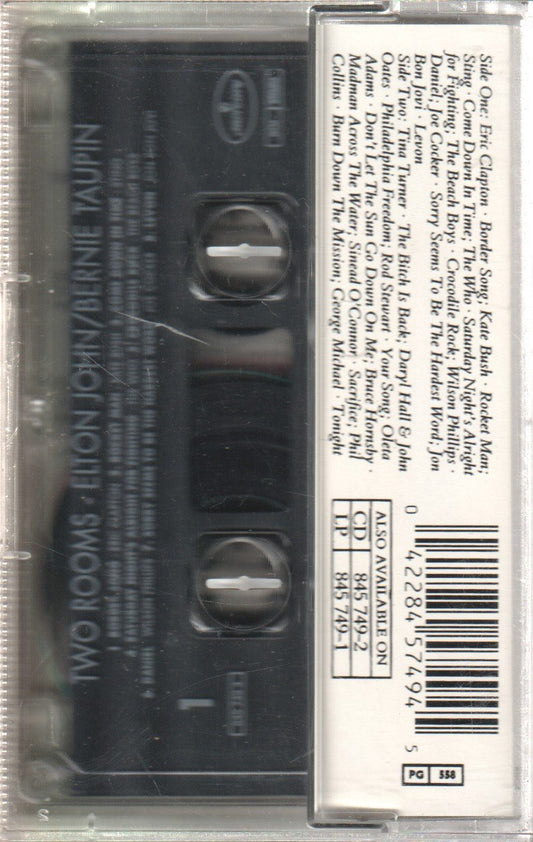 Side One: Eric Clapton · Border Song; Kate Bush · Rocket Man;
Sting · Come Down In Time; The Who · Saturday Night's Alright
for Fighting; The Beach Boys · Crocodile Rock; Wilson Phillips ·
Daniel; Joe Cocker · Sorry Seems To Be The Hardest Word; Jon
Bon Jovi · Levon
Side Two: Tina Turner · The Bitch Is Back; Daryl Hall & John
Oates · Philadelphia Freedom; Rod Stewart · Your Song; Oleta
Adams · Don't Let The Sun Go Down On Me; Bruce Hornsby ·
Madman Across The Water; Sinead O'Connor · Sacrifice; Phil
Collins · Burn Down The Mission; George Michael · Tonight
ALSO AVAILABLE ON
CD 845 749-2
LP 845 749-1
0 42284 57494 5
PG 558
1
TWO ROOMS · ELTON JOHN/BERNIE TAUPIN